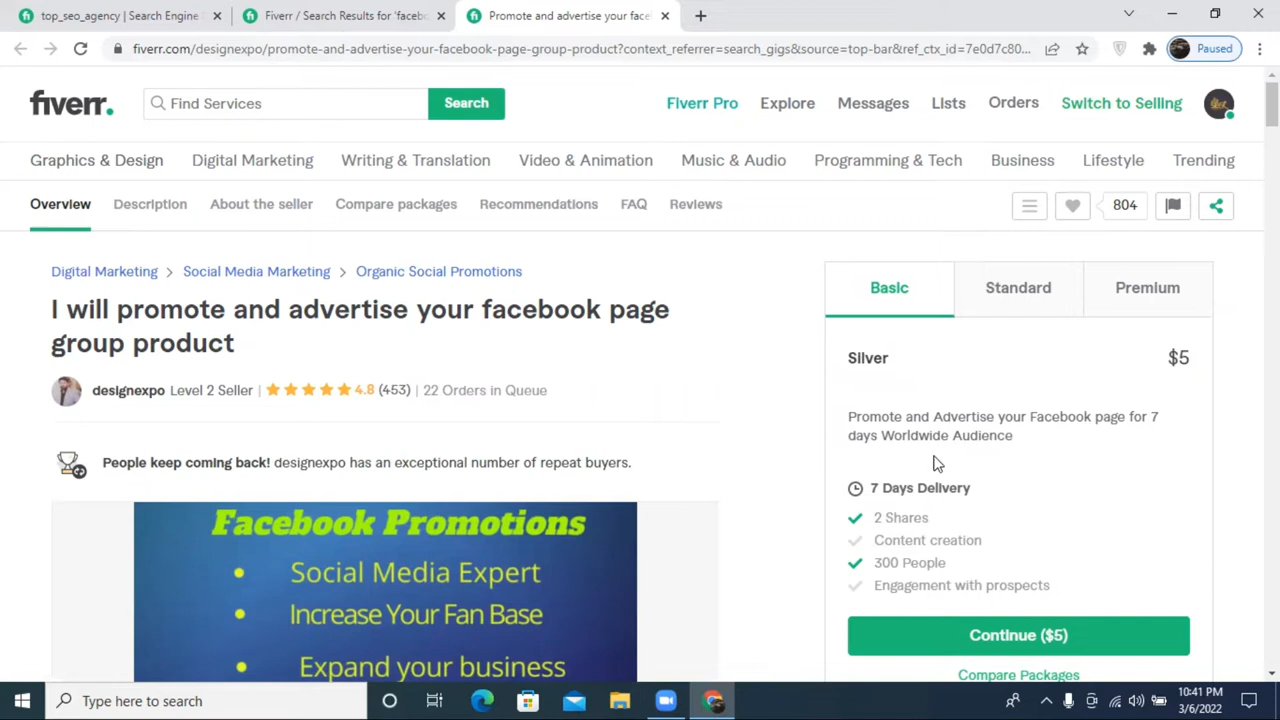 top_seo_agency | Search Engine
Fiverr / Search Results for 'facebo
Promote and advertise your face
fiverr.com/designexpo/promote-and-advertise-your-facebook-page-group-product?context_referrer=search_gigs&source=top-bar&ref_ctx_id=7e0d7c80...
Paused
fiverr.
Find Services
Search
Fiverr Pro
Explore
Messages
Lists
Orders
Switch to Selling
Graphics & Design
Digital Marketing
Writing & Translation
Video & Animation
Music & Audio
Programming & Tech
Business
Lifestyle
Trending
Overview
Description
About the seller
Compare packages
Recommendations
FAQ
Reviews
804
Digital Marketing > Social Media Marketing > Organic Social Promotions
I will promote and advertise your facebook page
group product
designexpo Level 2 Seller | 4.8 (453) | 22 Orders in Queue
People keep coming back! designexpo has an exceptional number of repeat buyers.
Facebook Promotions
• Social Media Expert
• Increase Your Fan Base
• Expand your business
Basic
Standard
Premium
Silver
$5
Promote and Advertise your Facebook page for 7
days Worldwide Audience
7 Days Delivery
2 Shares
Content creation
300 People
Engagement with prospects
Continue ($5)
Compare Packages
Type here to search
10:41 PM
3/6/2022